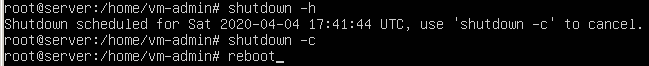 root@server:/home/vm-admin# shutdown -h
Shutdown scheduled for Sat 2020-04-04 17:41:44 UTC, use 'shutdown -c' to cancel.
root@server:/home/vm-admin# shutdown -c
root@server:/home/vm-admin# reboot_